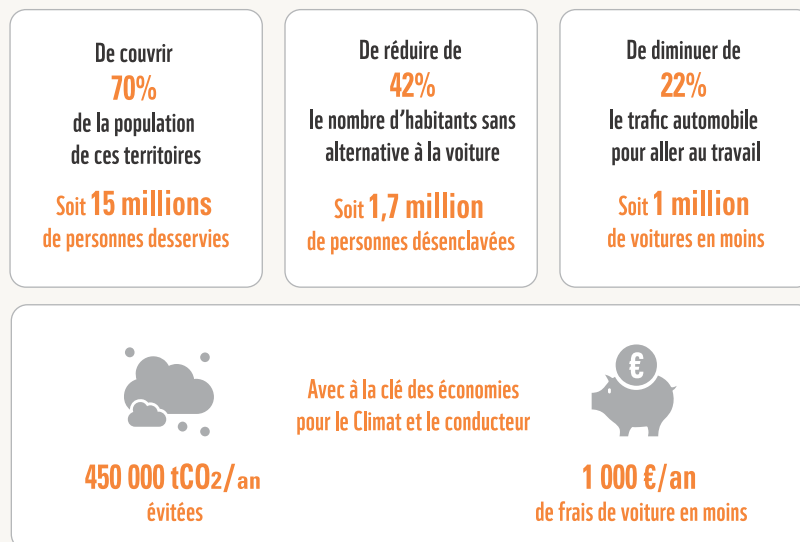 De couvrir
70%
de la population
de ces territoires
Soit 15 millions
de personnes desservies
De réduire de
42%
le nombre d'habitants sans
alternative à la voiture
Soit 1,7 million
de personnes désenclavées
De diminuer de
22%
le trafic automobile
pour aller au travail
Soit 1 million
de voitures en moins
Avec à la clé des économies
pour le Climat et le conducteur
450 000 tCO2/an
évitées
€
1 000 €/an
de frais de voiture en moins